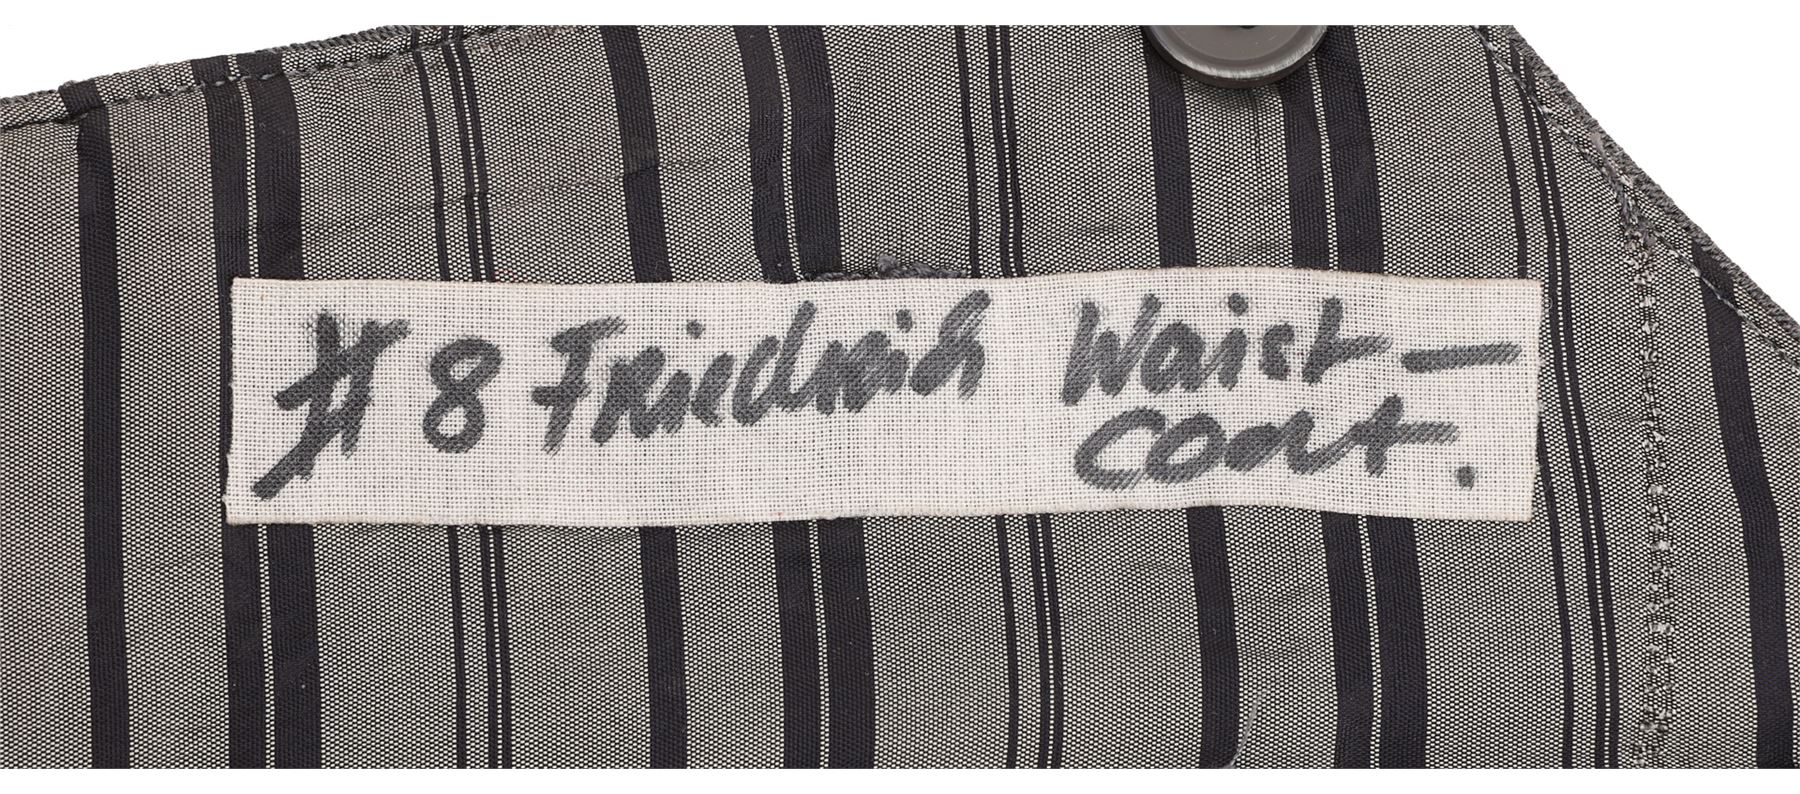 # 8 Friedrich Waist-
coat.